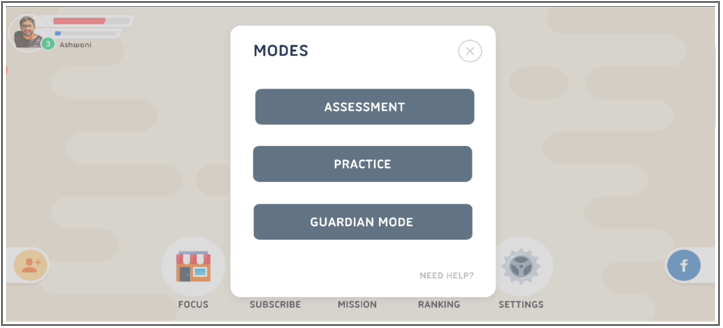 3
Ashwani
MODES
ASSESSMENT
PRACTICE
GUARDIAN MODE
NEED HELP?
FOCUS SUBSCRIBE MISSION RANKING SETTINGS
f